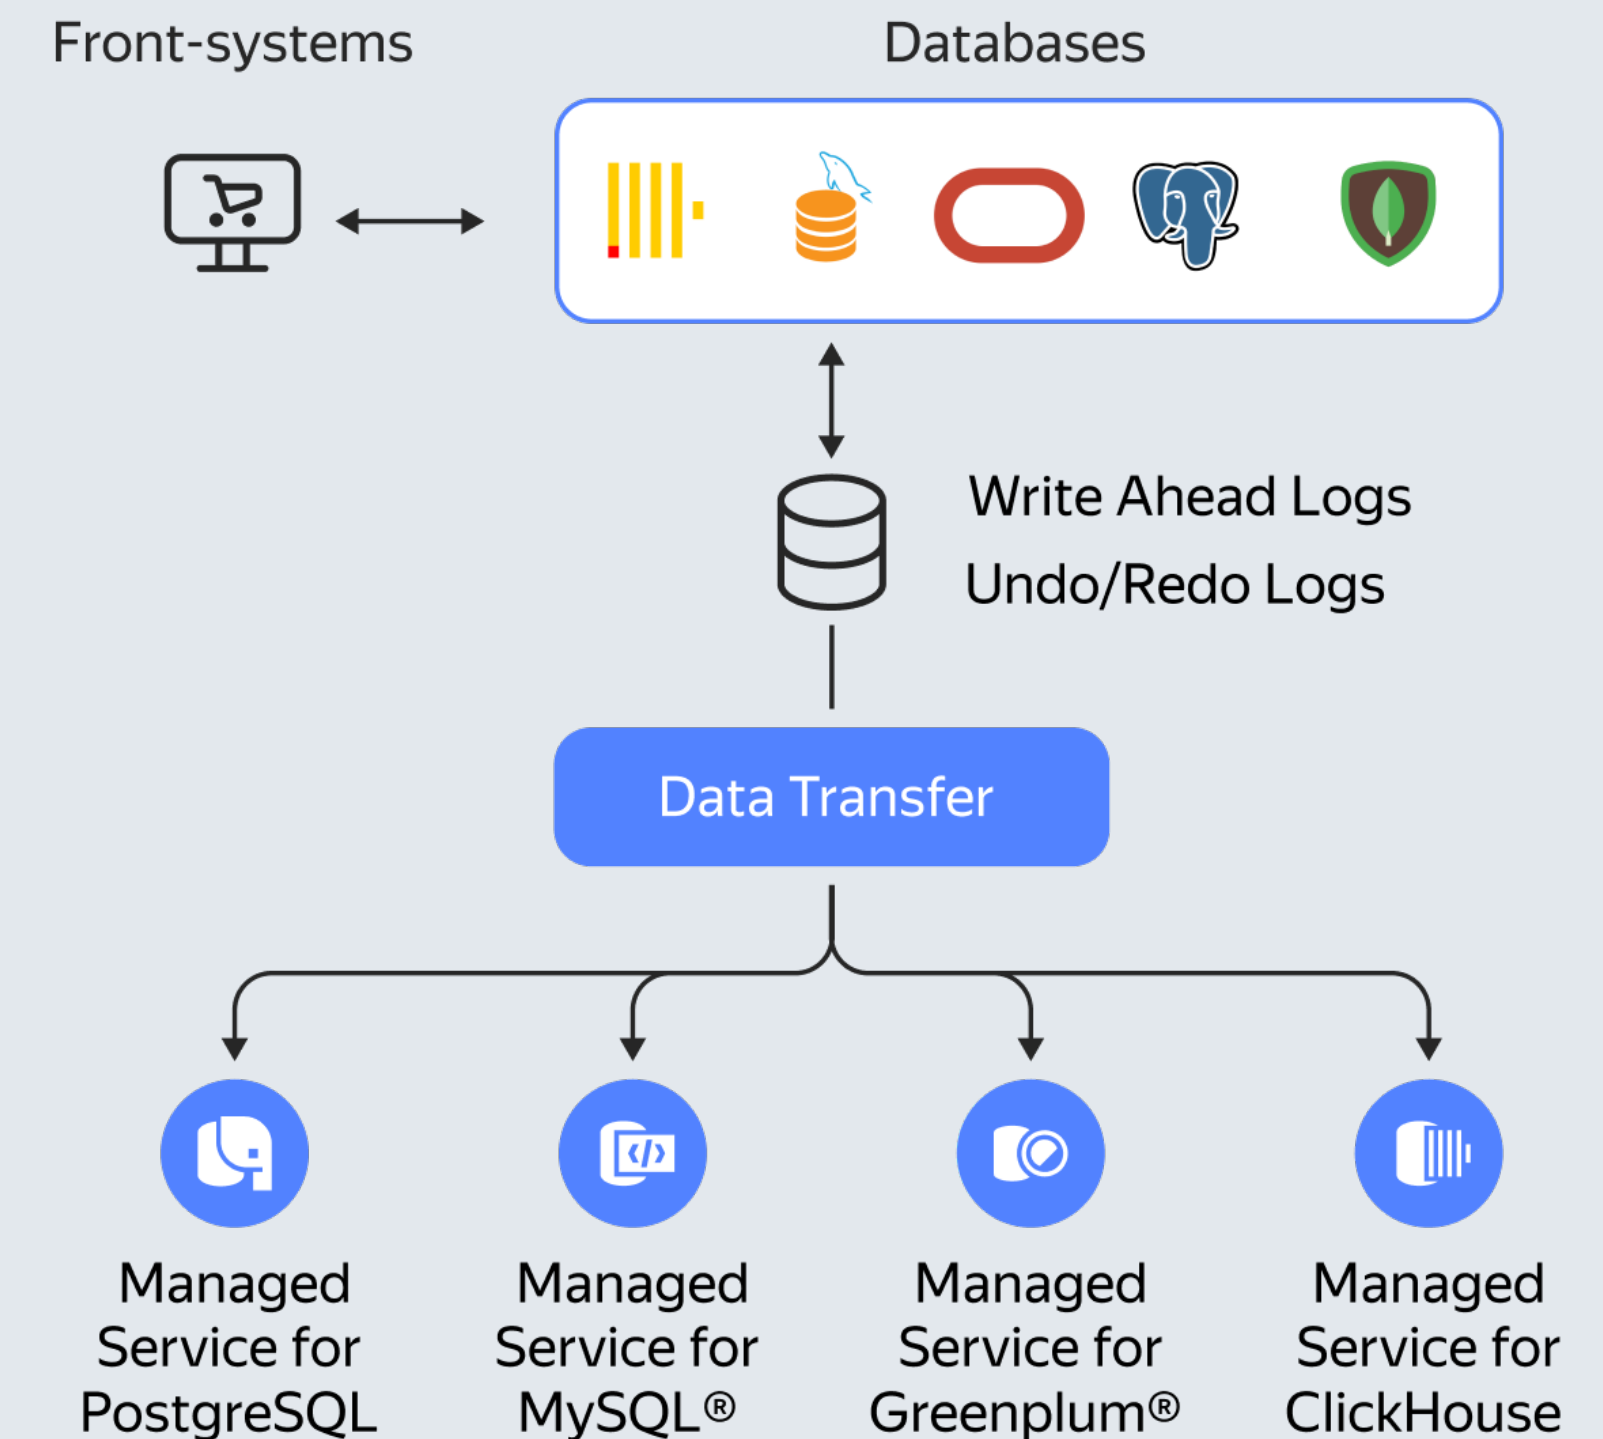 Front-systems
Databases
Write Ahead Logs
Undo/Redo Logs
Data Transfer
Managed
Service for
PostgreSQL
Managed
Service for
MySQL®
Managed
Service for
Greenplum®
Managed
Service for
ClickHouse